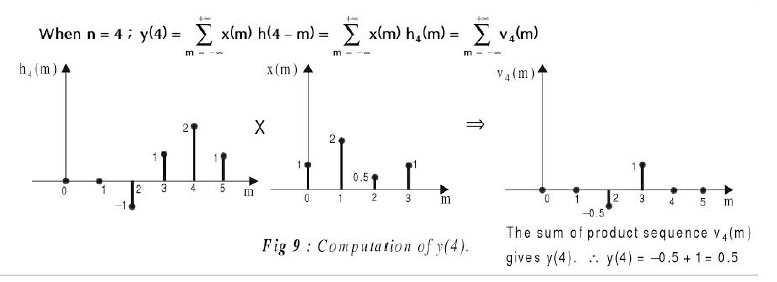 When n = 4 ; y(4) = +∞ ∑ m = –∞ x(m) h(4 – m) = +∞ ∑ m = –∞ x(m) h₄(m) = +∞ ∑ m = –∞ v₄(m)
h₄(m)
2
1
1
–1
0 1 2 3 4 5 m
X
x(m)
2
1
0.5
1
0 1 2 3 m
⇒
v₄(m)
1
–0.5
0 1 2 3 4 5 m
Fig 9 : Computation of y(4).
The sum of product sequence v₄(m)
gives y(4). ∴ y(4) = –0.5 + 1 = 0.5